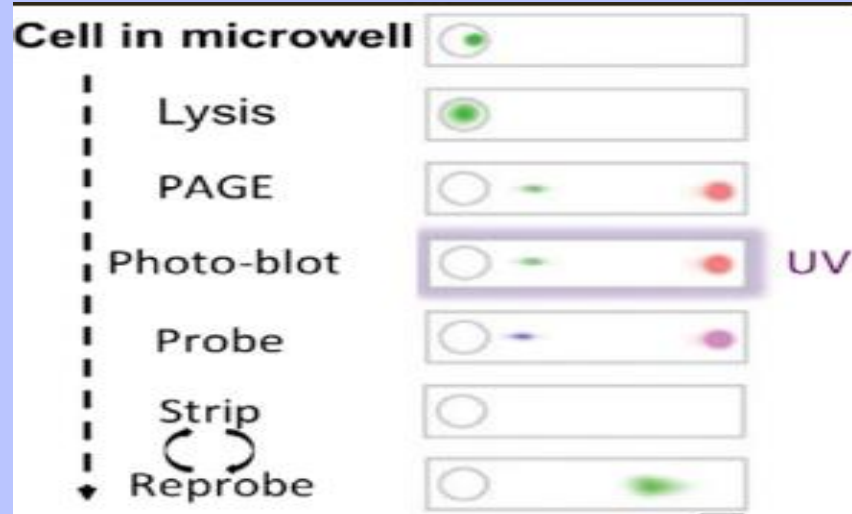 Cell in microwell
Lysis
PAGE
Photo-blot
UV
Probe
Strip
Reprobe